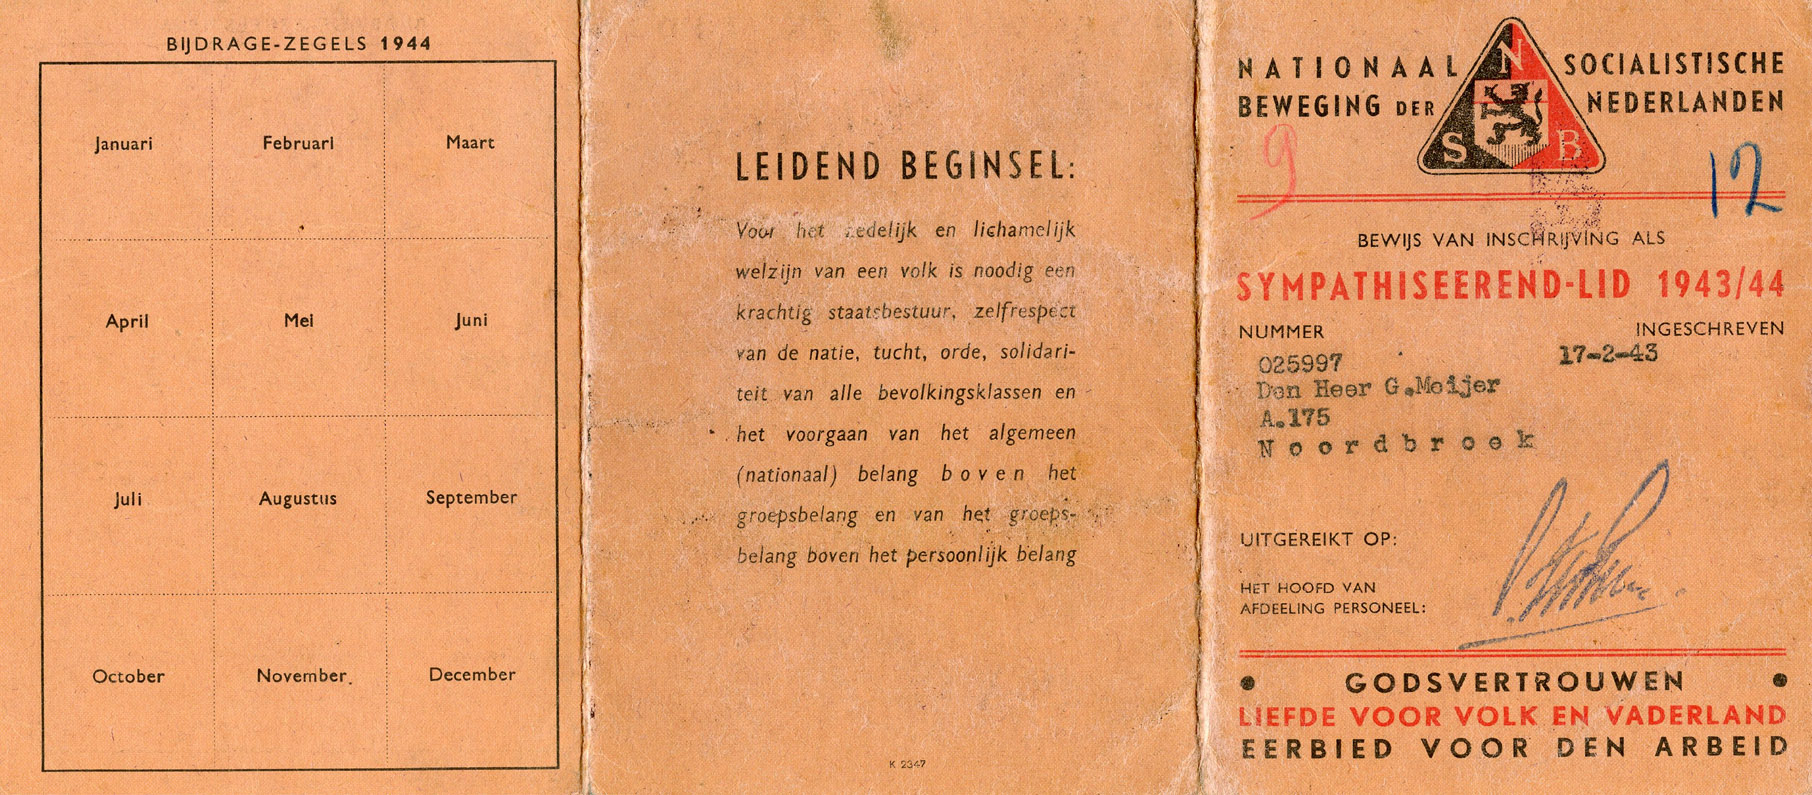 BIJDRAGE-ZEGELS 1944
Januari Februari Maart
April Mei Juni
Juli Augustus September
October November December
LEIDEND BEGINSEL:
Voor het zedelijk en lichamelijk
welzijn van een volk is noodig een
krachtig staatsbestuur, zelfrespect
van de natie, tucht, orde, solidari-
teit van alle bevolkingsklassen en
het voorgaan van het algemeen
(nationaal) belang boven het
groepsbelang en van het groeps-
belang boven het persoonlijk belang
K 2347
NATIONAAL SOCIALISTISCHE
BEWEGING DER NEDERLANDEN
N
S B
9 12
BEWIJS VAN INSCHRIJVING ALS
SYMPATHISEEREND-LID 1943/44
NUMMER INGESCHREVEN
025997 17-2-43
Den Heer G.Meijer
A.175
Noordbroek
UITGEREIKT OP:
HET HOOFD VAN
AFDEELING PERSONEEL:
• GODSVERTROUWEN •
LIEFDE VOOR VOLK EN VADERLAND
EERBIED VOOR DEN ARBEID